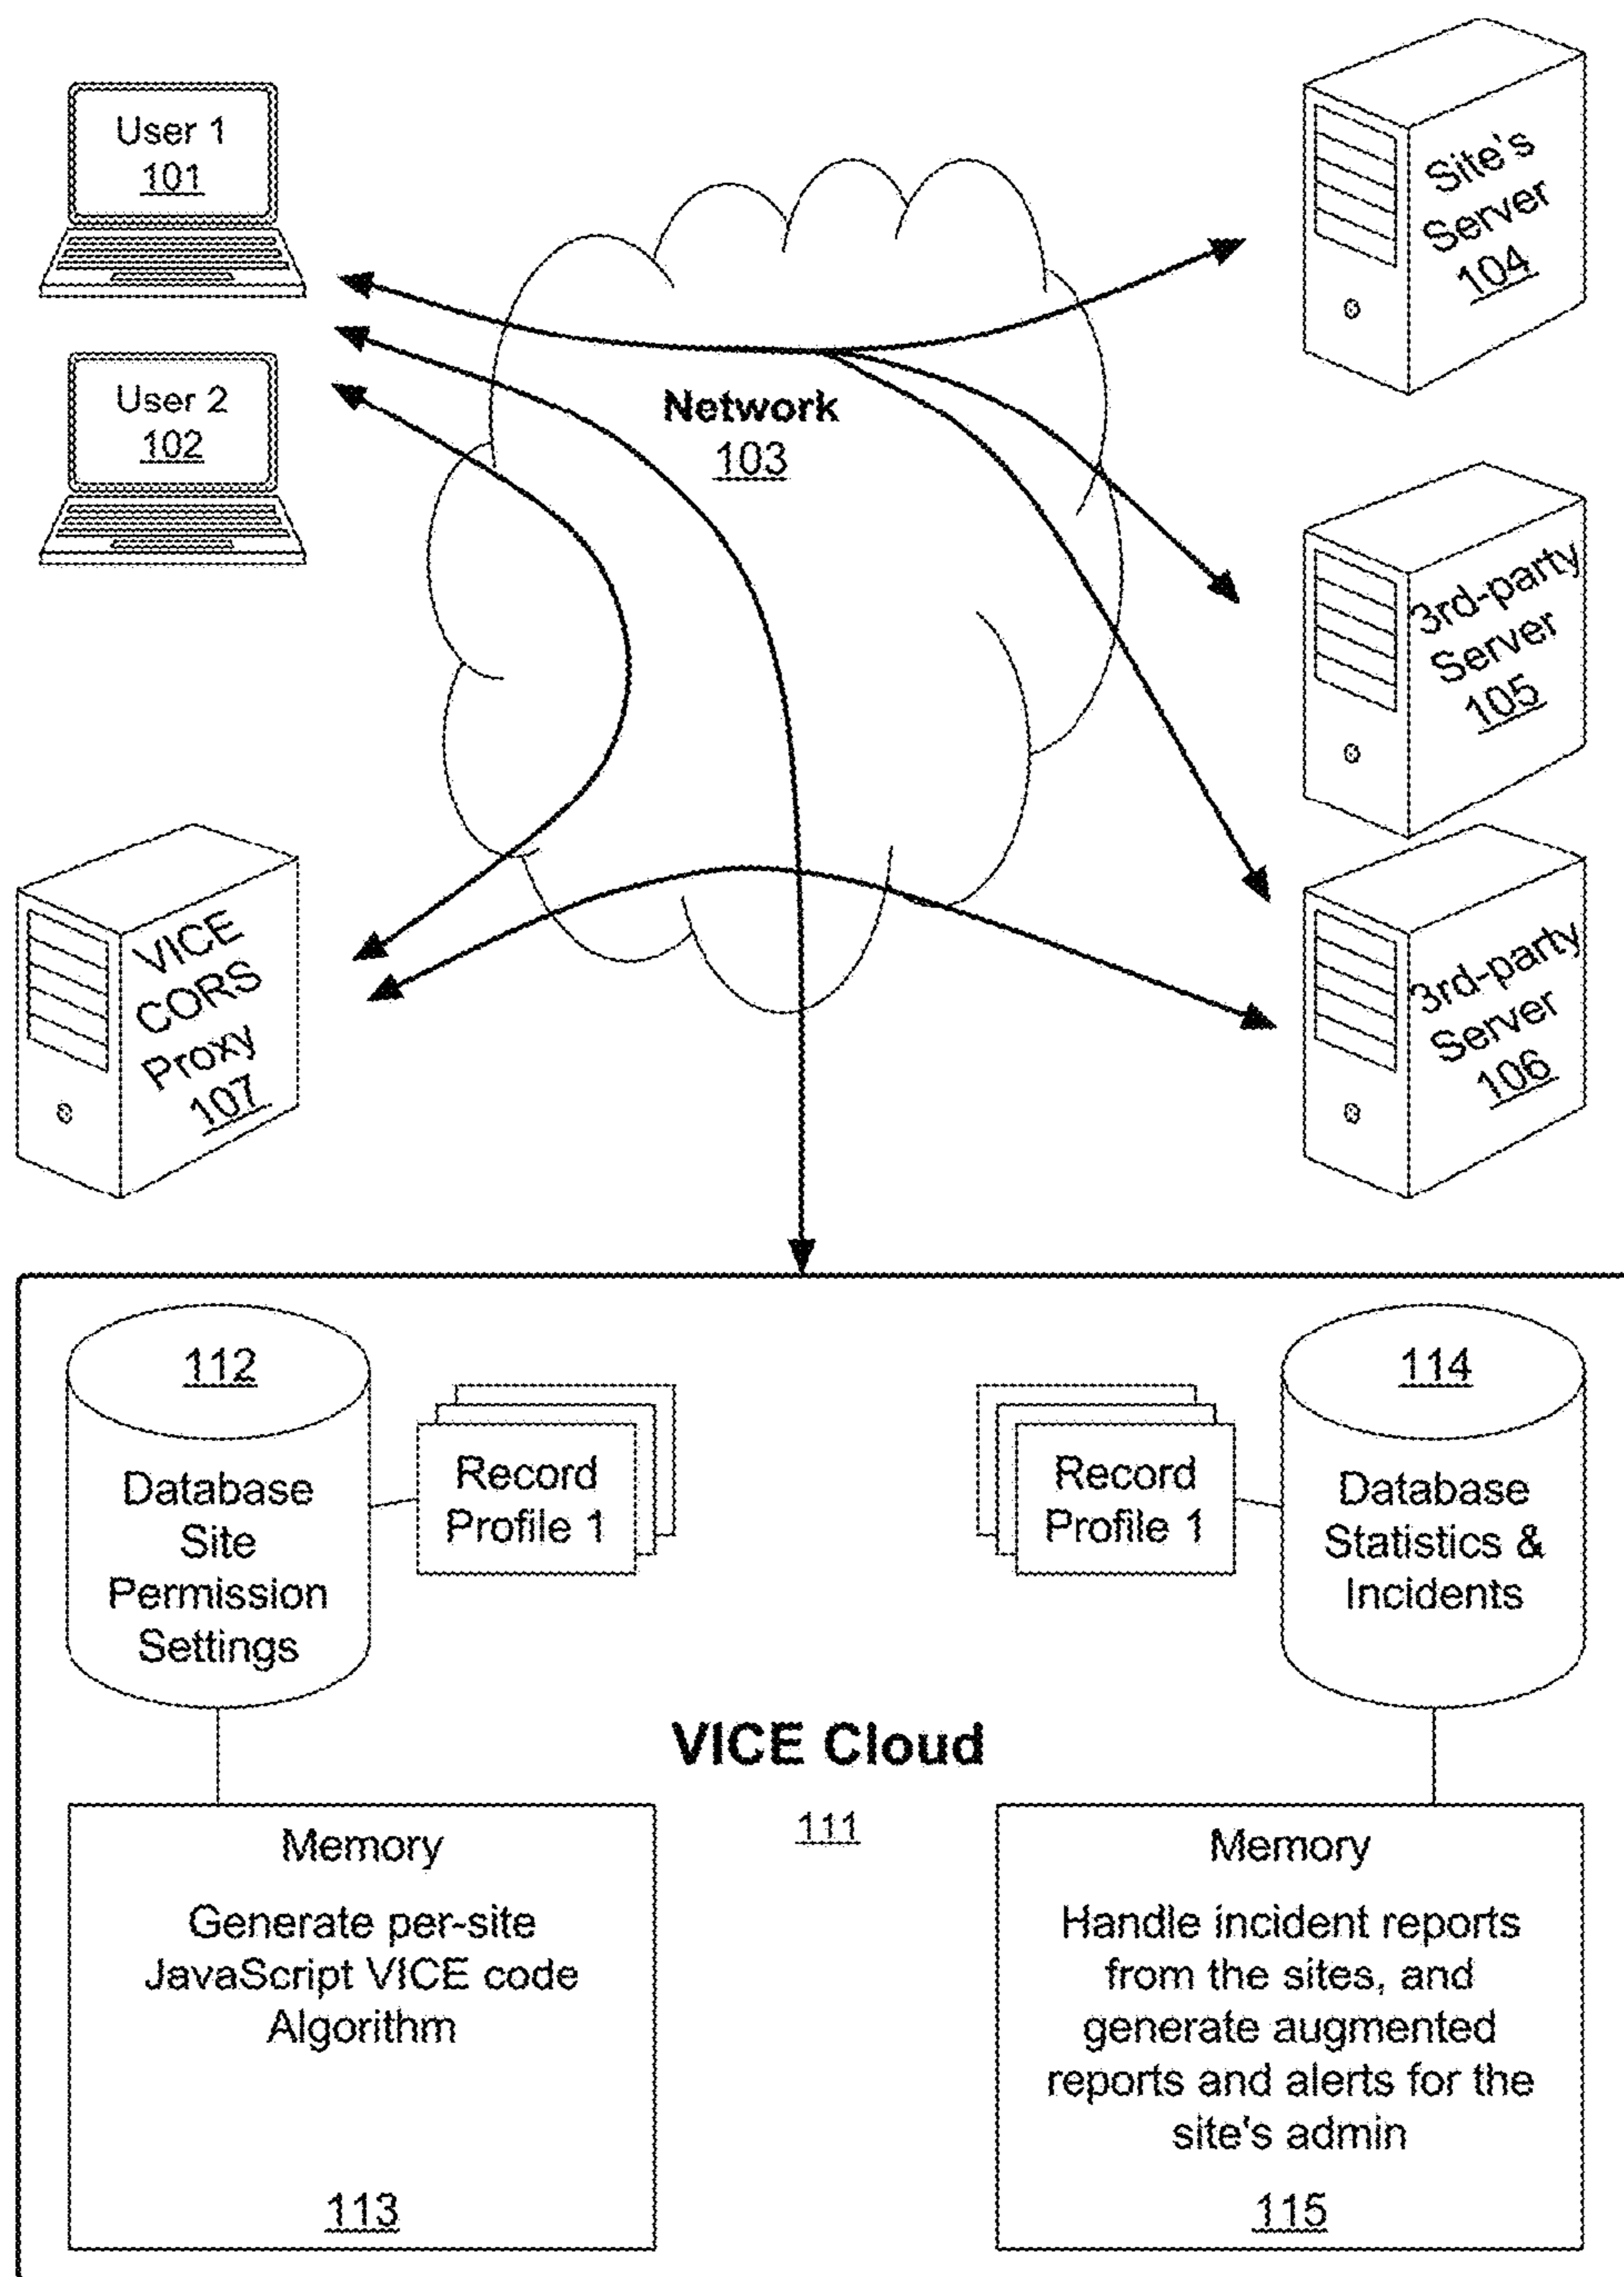 User 1
101
User 2
102
Network
103
Site's
Server
104
3rd-party
Server
105
3rd-party
Server
106
VICE
CORS
Proxy
107
112
Database
Site
Permission
Settings
Record
Profile 1
Record
Profile 1
114
Database
Statistics &
Incidents
VICE Cloud
111
Memory
Generate per-site
JavaScript VICE code
Algorithm
113
Memory
Handle incident reports
from the sites, and
generate augmented
reports and alerts for the
site's admin
115